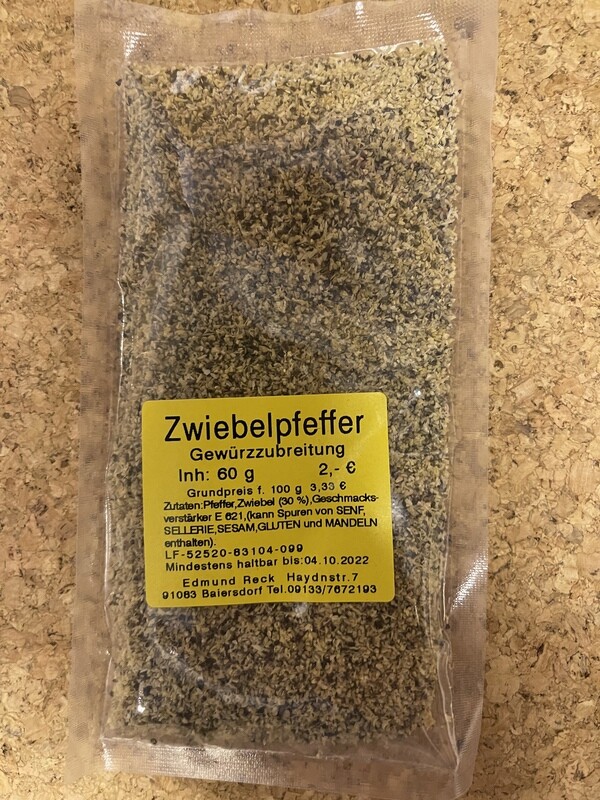 Zwiebelpfeffer
Gewürzzubreitung
Inh: 60 g 2,- €
Grundpreis f. 100 g 3,33 €
Zutaten:Pfeffer,Zwiebel (30 %),Geschmacks-
verstärker E 621,(kann Spuren von SENF,
SELLERIE,SESAM,GLUTEN und MANDELN
enthalten).
LF-52520-83104-099
Mindestens haltbar bis:04.10.2022
Edmund Reck Haydnstr.7
91083 Baiersdorf Tel.09133/7672193